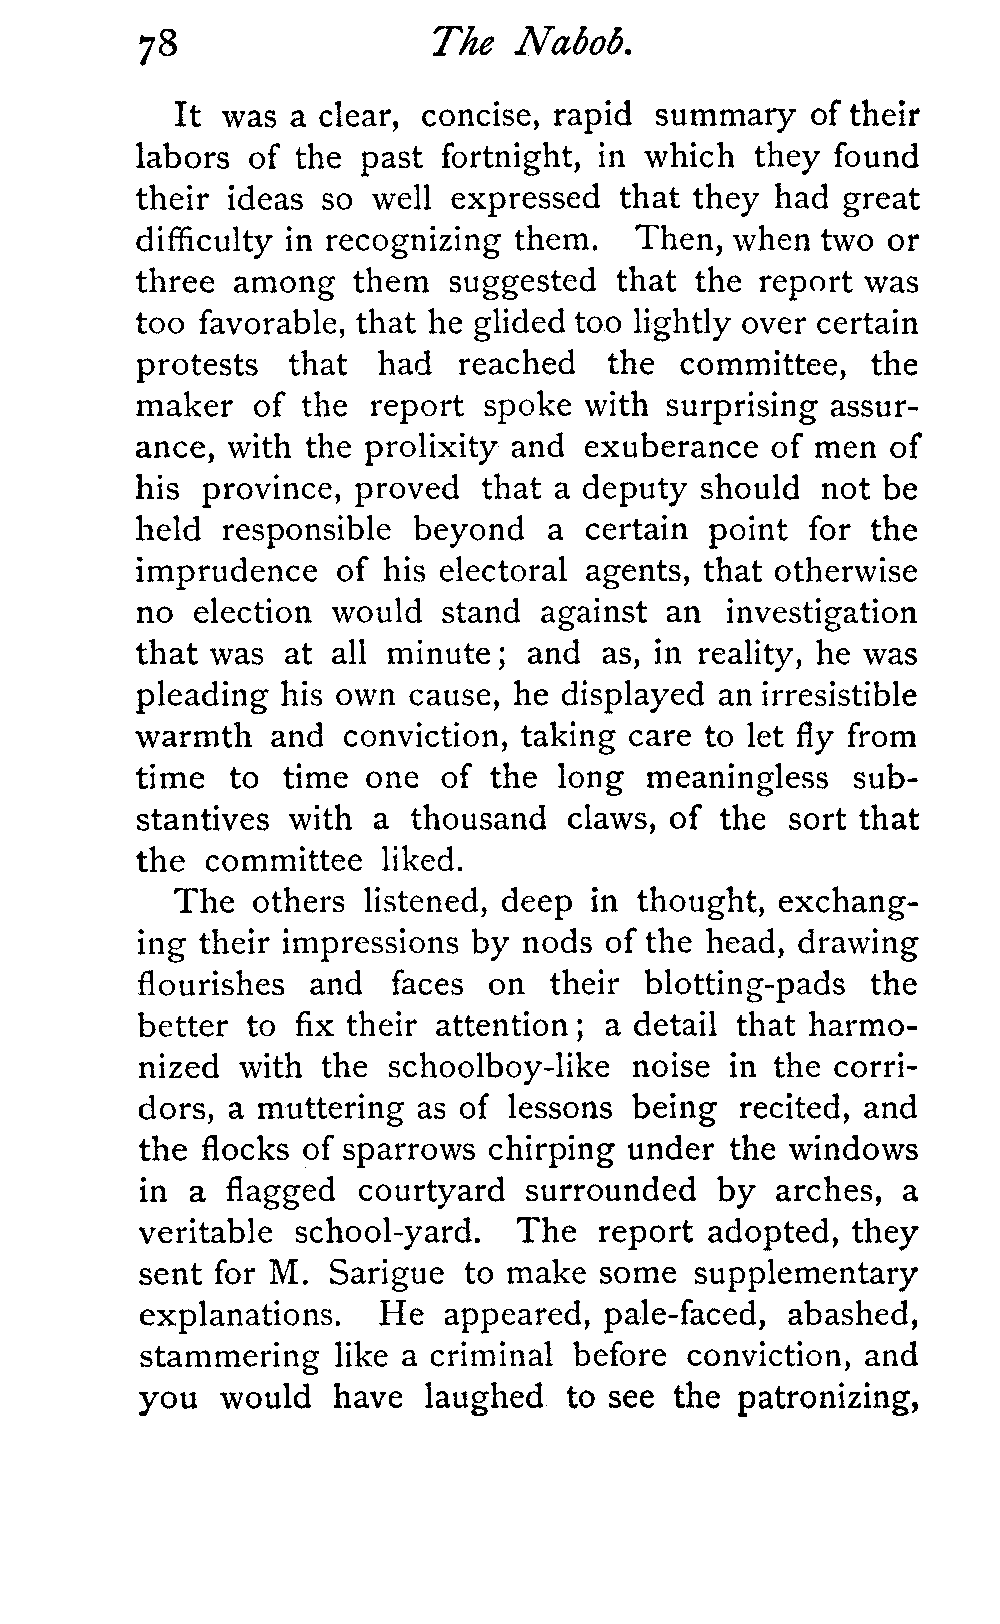 78 The Nabob.
It was a clear, concise, rapid summary of their
labors of the past fortnight, in which they found
their ideas so well expressed that they had great
difficulty in recognizing them. Then, when two or
three among them suggested that the report was
too favorable, that he glided too lightly over certain
protests that had reached the committee, the
maker of the report spoke with surprising assur-
ance, with the prolixity and exuberance of men of
his province, proved that a deputy should not be
held responsible beyond a certain point for the
imprudence of his electoral agents, that otherwise
no election would stand against an investigation
that was at all minute; and as, in reality, he was
pleading his own cause, he displayed an irresistible
warmth and conviction, taking care to let fly from
time to time one of the long meaningless sub-
stantives with a thousand claws, of the sort that
the committee liked.
The others listened, deep in thought, exchang-
ing their impressions by nods of the head, drawing
flourishes and faces on their blotting-pads the
better to fix their attention; a detail that harmo-
nized with the schoolboy-like noise in the corri-
dors, a muttering as of lessons being recited, and
the flocks of sparrows chirping under the windows
in a flagged courtyard surrounded by arches, a
veritable school-yard. The report adopted, they
sent for M. Sarigue to make some supplementary
explanations. He appeared, pale-faced, abashed,
stammering like a criminal before conviction, and
you would have laughed to see the patronizing,